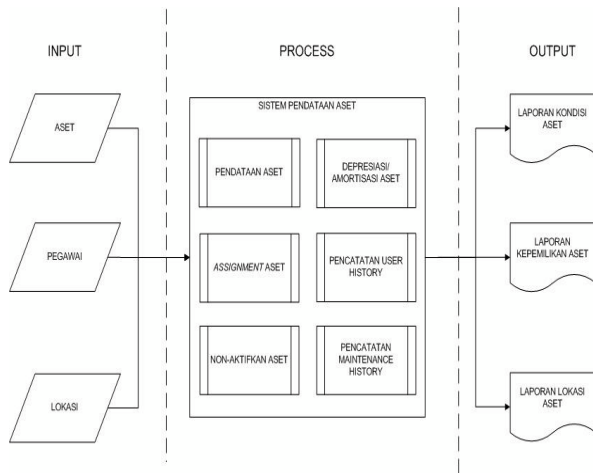 INPUT
PROCESS
OUTPUT
ASET
PEGAWAI
LOKASI
SISTEM PENDATAAN ASET
PENDATAAN ASET
DEPRESIASI/
AMORTISASI ASET
ASSIGNMENT ASET
PENCATATAN USER
HISTORY
NON-AKTIFKAN ASET
PENCATATAN
MAINTENANCE
HISTORY
LAPORAN KONDISI
ASET
LAPORAN
KEPEMILIKAN ASET
LAPORAN LOKASI
ASET